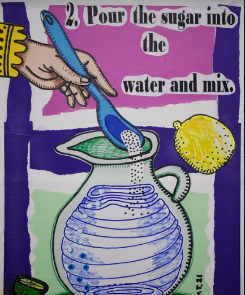 2. Pour the sugar into
the
water and mix.